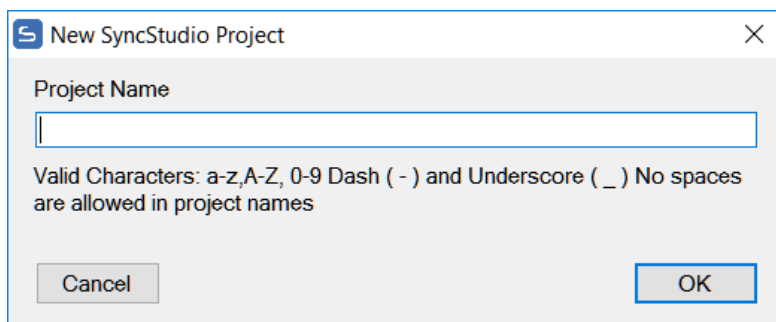 New SyncStudio Project
Project Name
Valid Characters: a-z,A-Z, 0-9 Dash ( - ) and Underscore ( _ ) No spaces
are allowed in project names
Cancel
OK